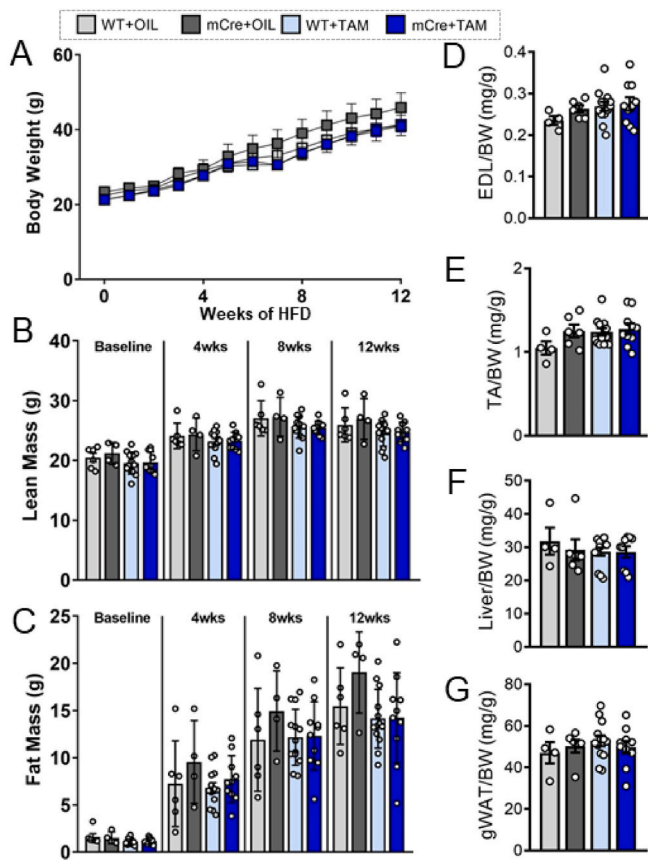 WT+OIL mCre+OIL WT+TAM mCre+TAM
A
Body Weight (g)
60
40
20
0
0 4 8 12
Weeks of HFD
B
Lean Mass (g)
40
30
20
10
0
Baseline 4wks 8wks 12wks
C
Fat Mass (g)
25
20
15
10
5
0
Baseline 4wks 8wks 12wks
D
EDL/BW (mg/g)
0.4
0.3
0.2
0.1
0.0
E
TA/BW (mg/g)
2
1
0
F
Liver/BW (mg/g)
50
40
30
20
10
0
G
gWAT/BW (mg/g)
80
60
40
20
0